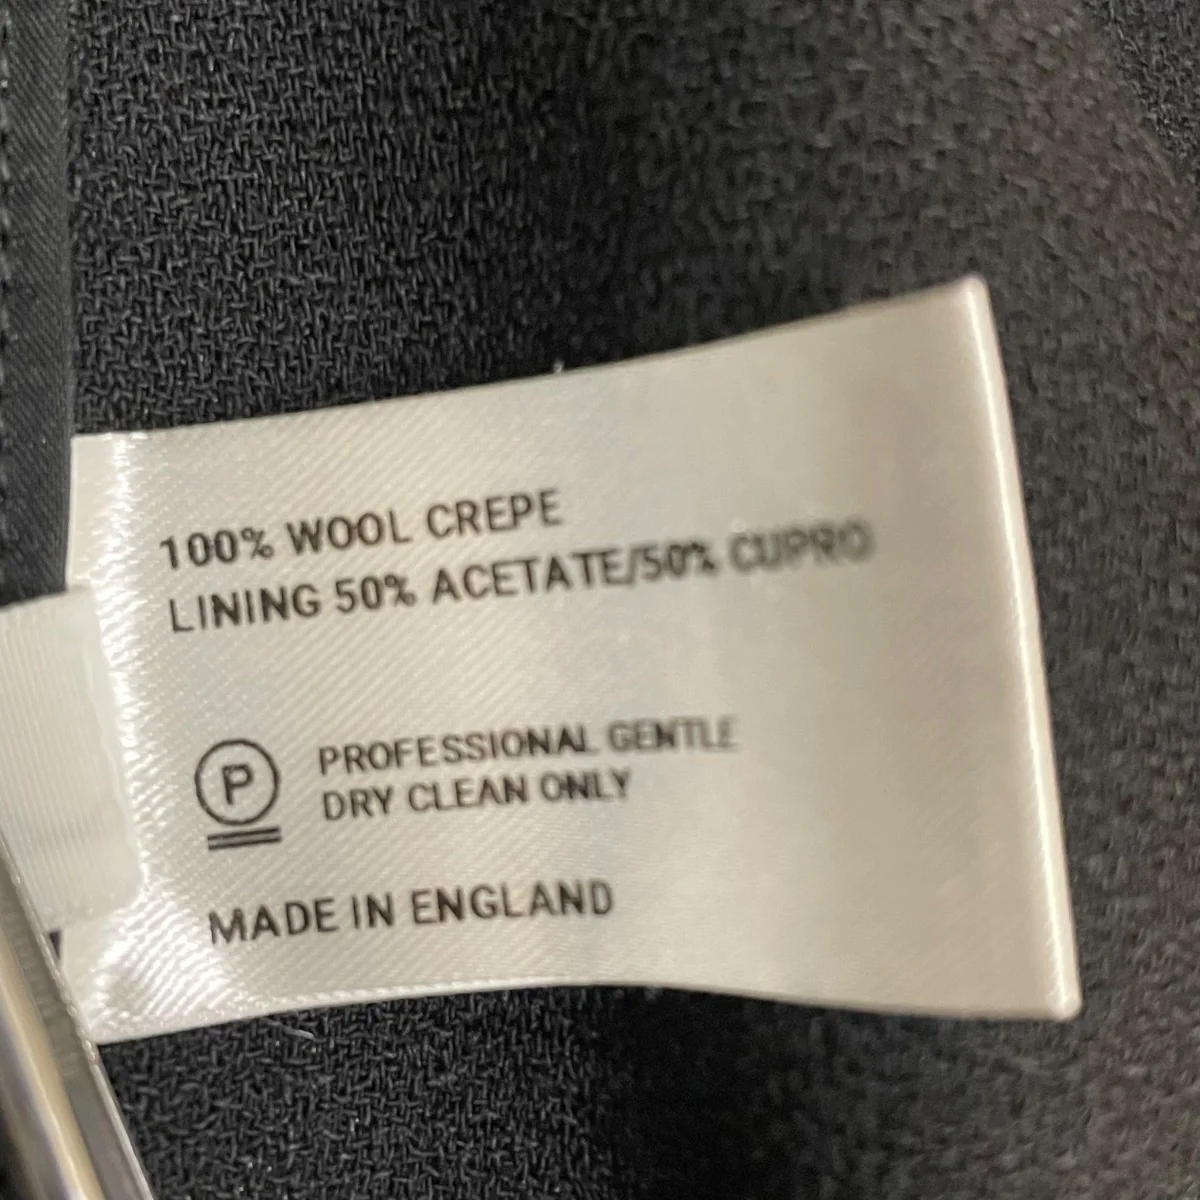 100% WOOL CREPE
LINING 50% ACETATE/50% CUPRO
P
PROFESSIONAL GENTLE
DRY CLEAN ONLY
MADE IN ENGLAND